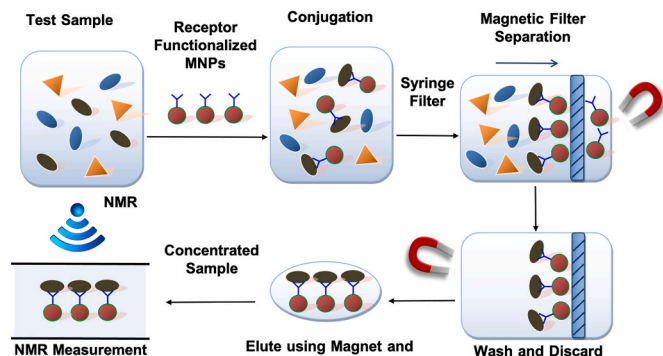 Test Sample
Receptor
Functionalized
MNPs
Conjugation
Magnetic Filter
Separation
Syringe
Filter
NMR
Concentrated
Sample
NMR Measurement
Elute using Magnet and
Wash and Discard